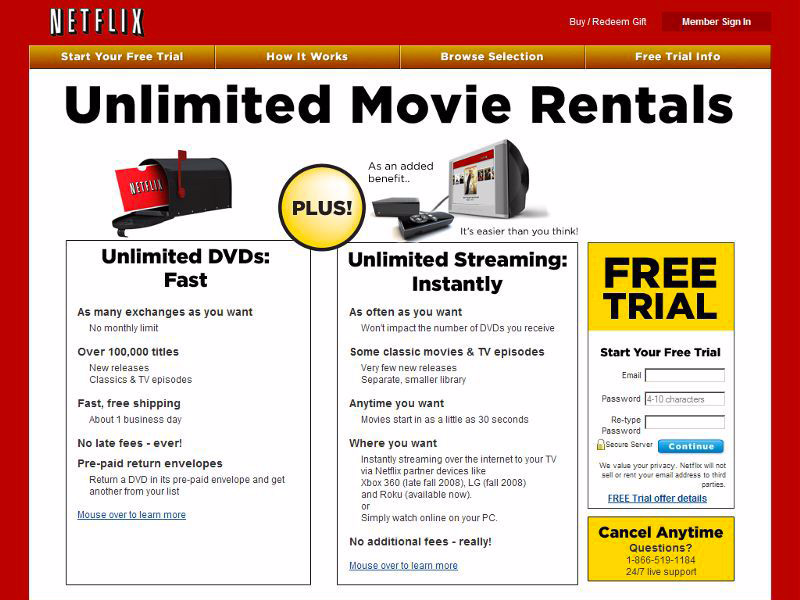 NETFLIX
Buy / Redeem Gift
Member Sign In
Start Your Free Trial
How It Works
Browse Selection
Free Trial Info
Unlimited Movie Rentals
NETFLIX
PLUS!
As an added
benefit..
It's easier than you think!
Unlimited DVDs:
Fast
As many exchanges as you want
No monthly limit
Over 100,000 titles
New releases
Classics & TV episodes
Fast, free shipping
About 1 business day
No late fees - ever!
Pre-paid return envelopes
Return a DVD in its pre-paid envelope and get
another from your list
Mouse over to learn more
Unlimited Streaming:
Instantly
As often as you want
Won't impact the number of DVDs you receive
Some classic movies & TV episodes
Very few new releases
Separate, smaller library
Anytime you want
Movies start in as a little as 30 seconds
Where you want
Instantly streaming over the internet to your TV
via Netflix partner devices like
Xbox 360 (late fall 2008), LG (fall 2008)
and Roku (available now).
or
Simply watch online on your PC.
No additional fees - really!
Mouse over to learn more
FREE
TRIAL
Start Your Free Trial
Email
Password
4-10 characters
Re-type
Password
Secure Server
Continue
We value your privacy. Netflix will not
sell or rent your email address to third
parties.
FREE Trial offer details
Cancel Anytime
Questions?
1-866-519-1184
24/7 live support